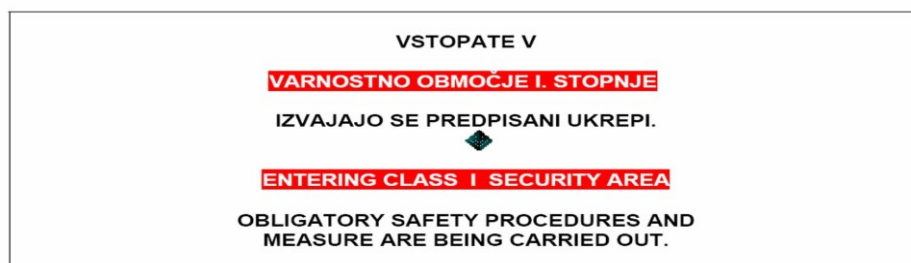 VSTOPATE V
VARNOSTNO OBMOČJE I. STOPNJE
IZVAJAJO SE PREDPISANI UKREPI.
ENTERING CLASS I SECURITY AREA
OBLIGATORY SAFETY PROCEDURES AND
MEASURE ARE BEING CARRIED OUT.